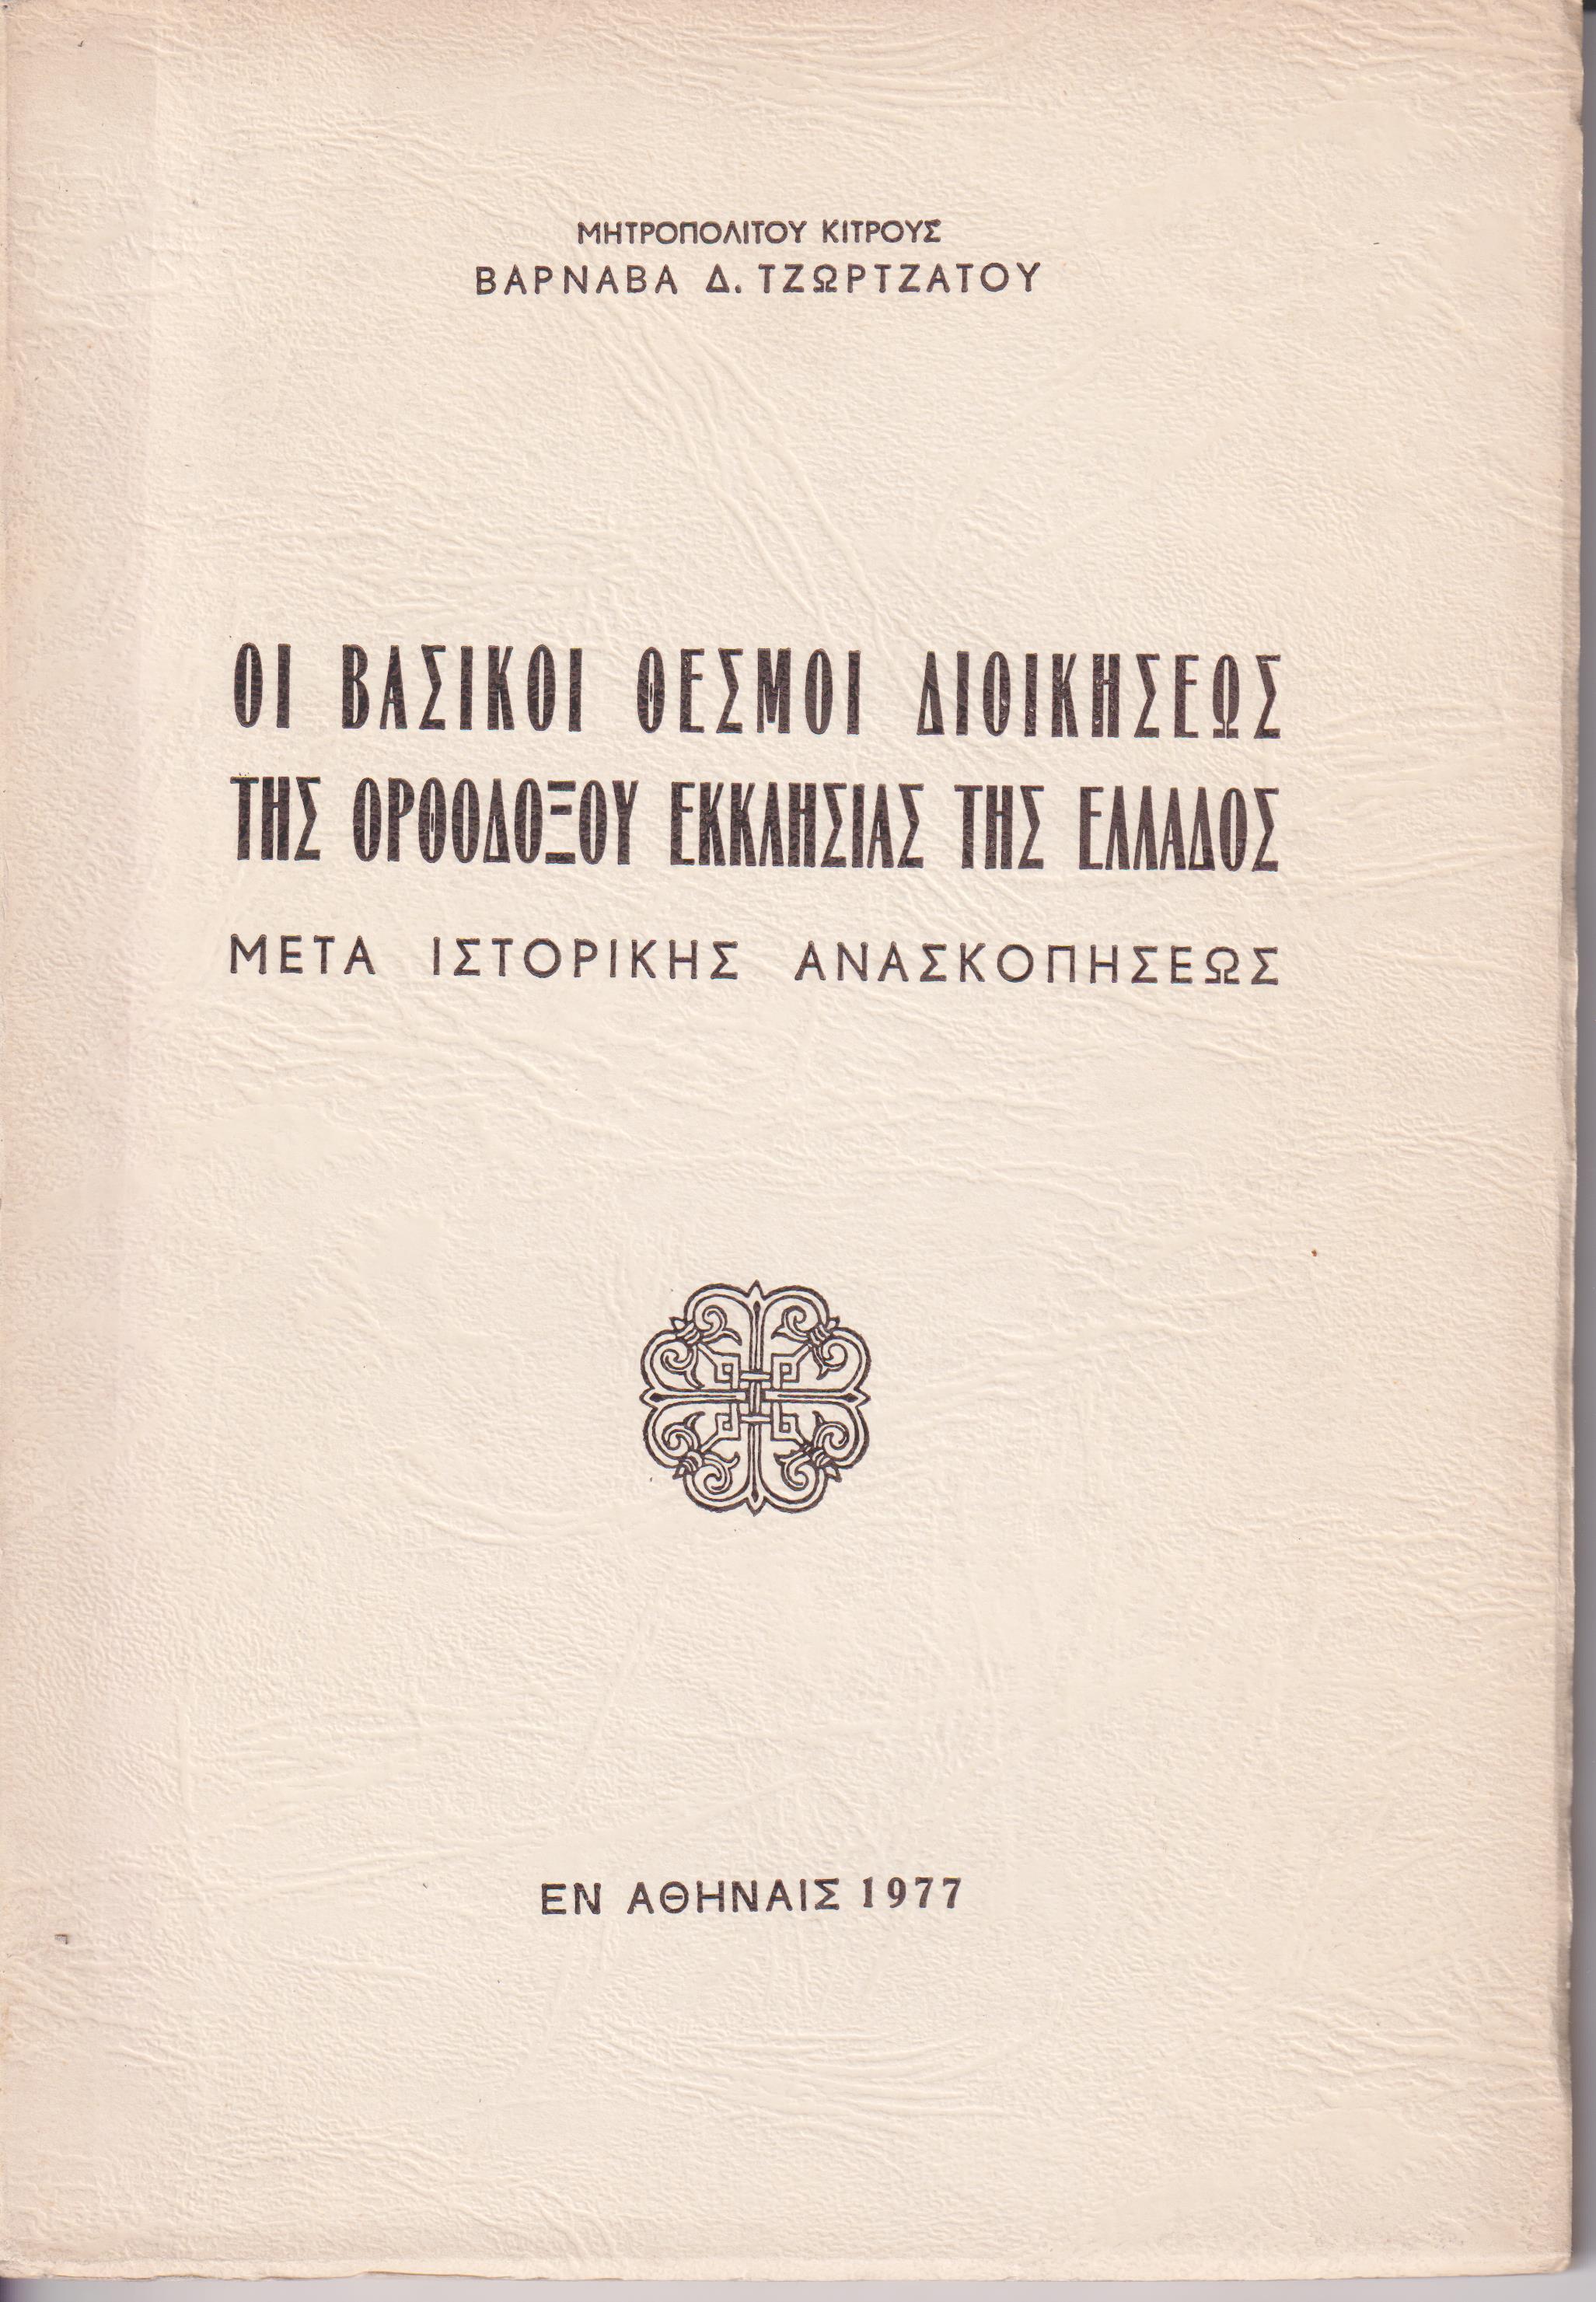 ΜΗΤΡΟΠΟΛΙΤΟΥ ΚΙΤΡΟΥΣ
ΒΑΡΝΑΒΑ Δ. ΤΖΩΡΤΖΑΤΟΥ
ΟΙ ΒΑΣΙΚΟΙ ΘΕΣΜΟΙ ΔΙΟΙΚΗΣΕΩΣ
ΤΗΣ ΟΡΘΟΔΟΞΟΥ ΕΚΚΛΗΣΙΑΣ ΤΗΣ ΕΛΛΑΔΟΣ
ΜΕΤΑ ΙΣΤΟΡΙΚΗΣ ΑΝΑΣΚΟΠΗΣΕΩΣ
ΕΝ ΑΘΗΝΑΙΣ 1977